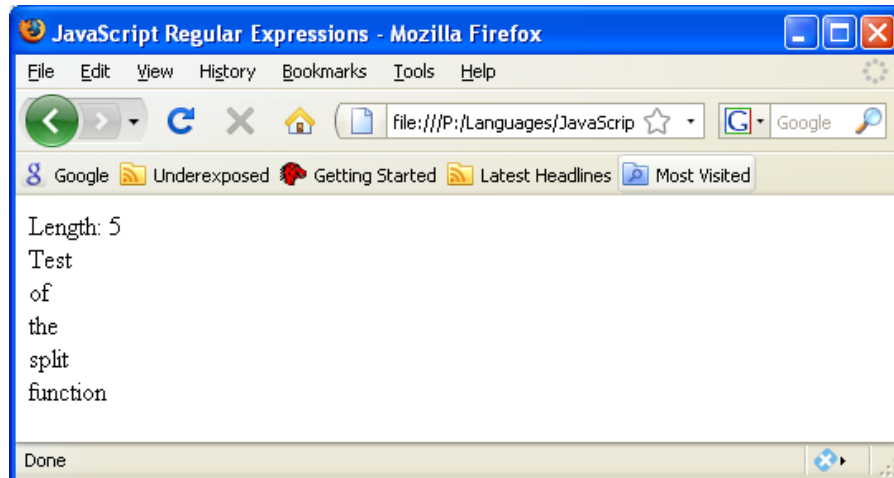 JavaScript Regular Expressions - Mozilla Firefox
File Edit View History Bookmarks Tools Help
file:///P:/Languages/JavaScrip G Google
Google Underexposed Getting Started Latest Headlines Most Visited
Length: 5
Test
of
the
split
function
Done